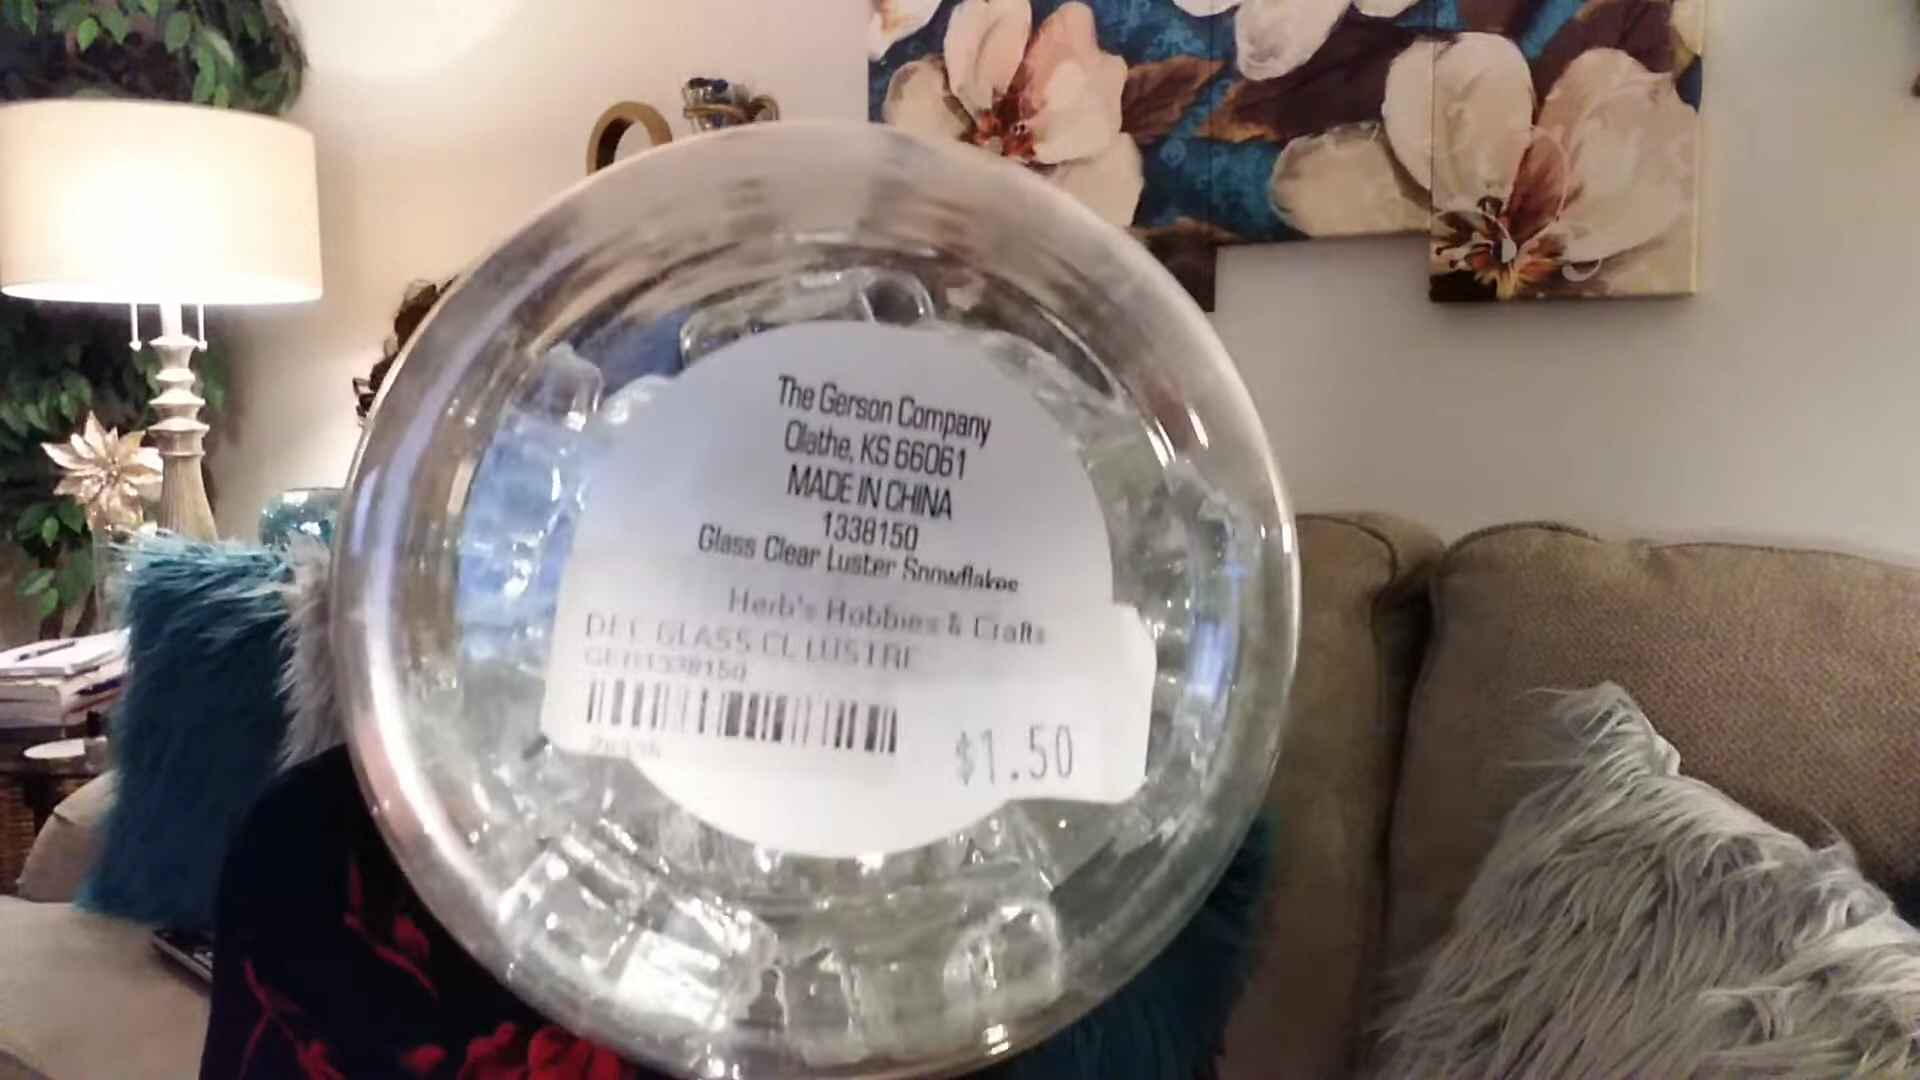 The Gerson Company
Olathe, KS 66061
MADE IN CHINA
1338150
Glass Clear Luster Snowflakes
Herb's Hobbies & Crafts
DEC GLASS CL LUSTRE
GER1338150
$1.50